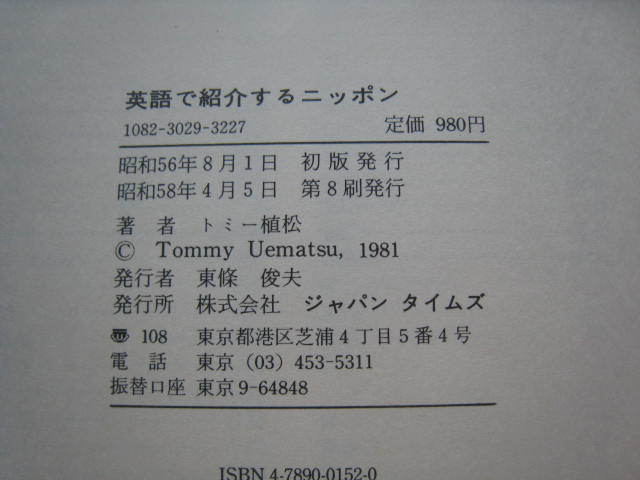 英語で紹介するニッポン
1082-3029-3227 定価 980円
昭和56年8月1日 初版発行
昭和58年4月5日 第8刷発行
著者 トミー植松
© Tommy Uematsu, 1981
発行者 東條 俊夫
発行所 株式会社 ジャパン タイムズ
〠 108 東京都港区芝浦4丁目5番4号
電話 東京 (03) 453-5311
振替口座 東京9-64848
ISBN 4-7890-0152-0